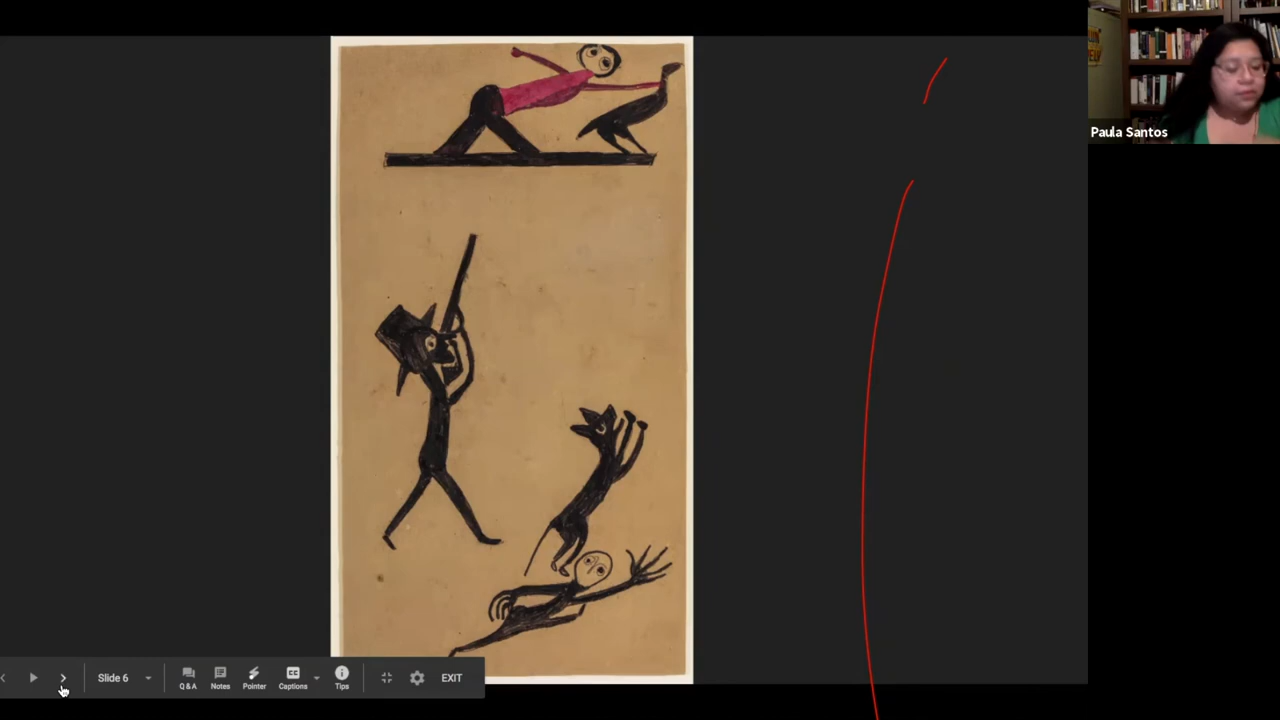 Paula Santos
Slide 6
Q&A
Notes
Pointer
Captions
Tips
EXIT